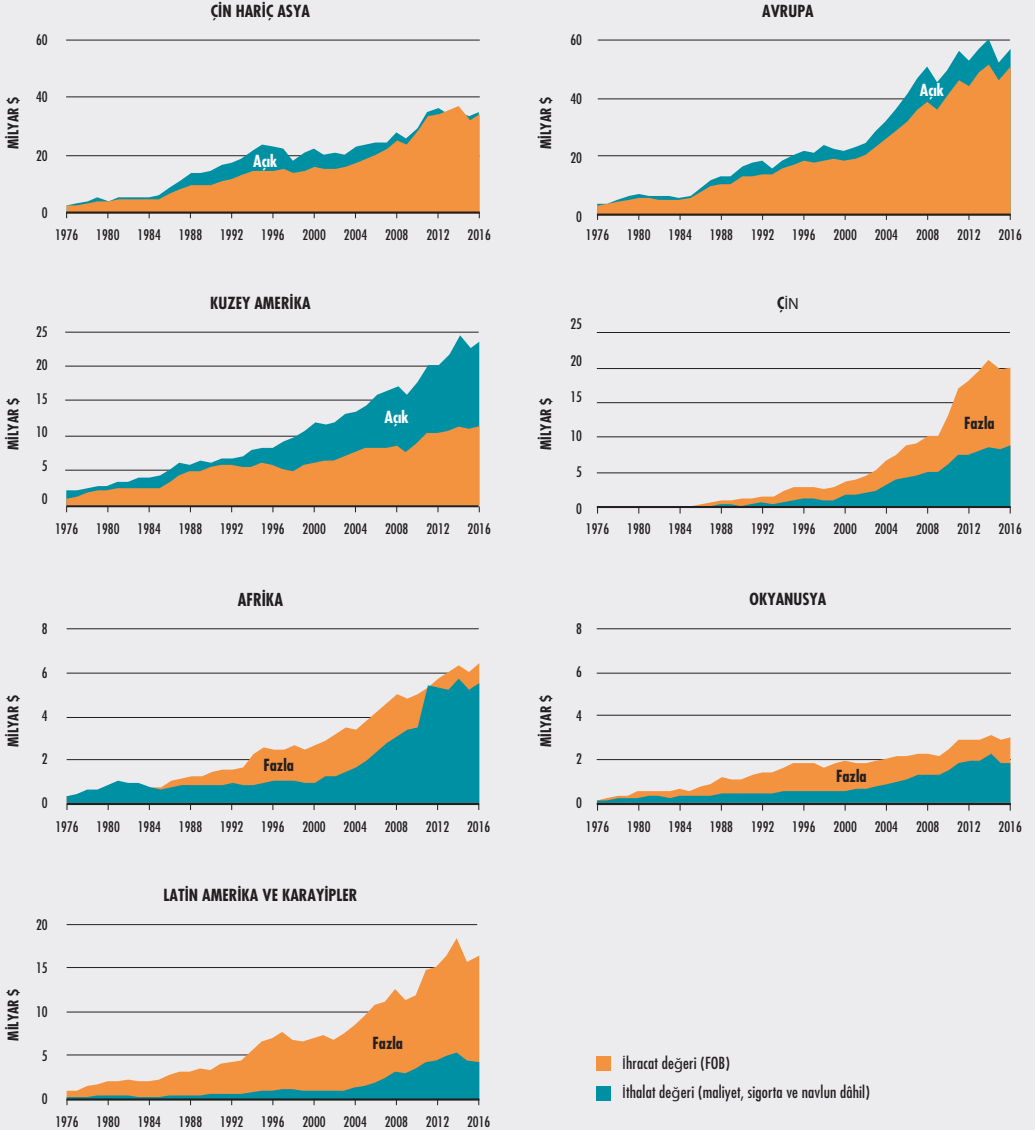 ÇİN HARİÇ ASYA
MİLYAR $
60
40
20
0
Açık
1976 1980 1984 1988 1992 1996 2000 2004 2008 2012 2016
AVRUPA
MİLYAR $
60
40
20
0
Açık
1976 1980 1984 1988 1992 1996 2000 2004 2008 2012 2016
KUZEY AMERİKA
MİLYAR $
25
20
15
10
5
0
Açık
1976 1980 1984 1988 1992 1996 2000 2004 2008 2012 2016
ÇİN
MİLYAR $
25
20
15
10
5
0
Fazla
1976 1980 1984 1988 1992 1996 2000 2004 2008 2012 2016
AFRİKA
MİLYAR $
8
6
4
2
0
Fazla
1976 1980 1984 1988 1992 1996 2000 2004 2008 2012 2016
OKYANUSYA
MİLYAR $
8
6
4
2
0
Fazla
1976 1980 1984 1988 1992 1996 2000 2004 2008 2012 2016
LATİN AMERİKA VE KARAYİPLER
MİLYAR $
20
15
10
5
0
Fazla
1976 1980 1984 1988 1992 1996 2000 2004 2008 2012 2016
İhracat değeri (FOB)
İthalat değeri (maliyet, sigorta ve navlun dâhil)